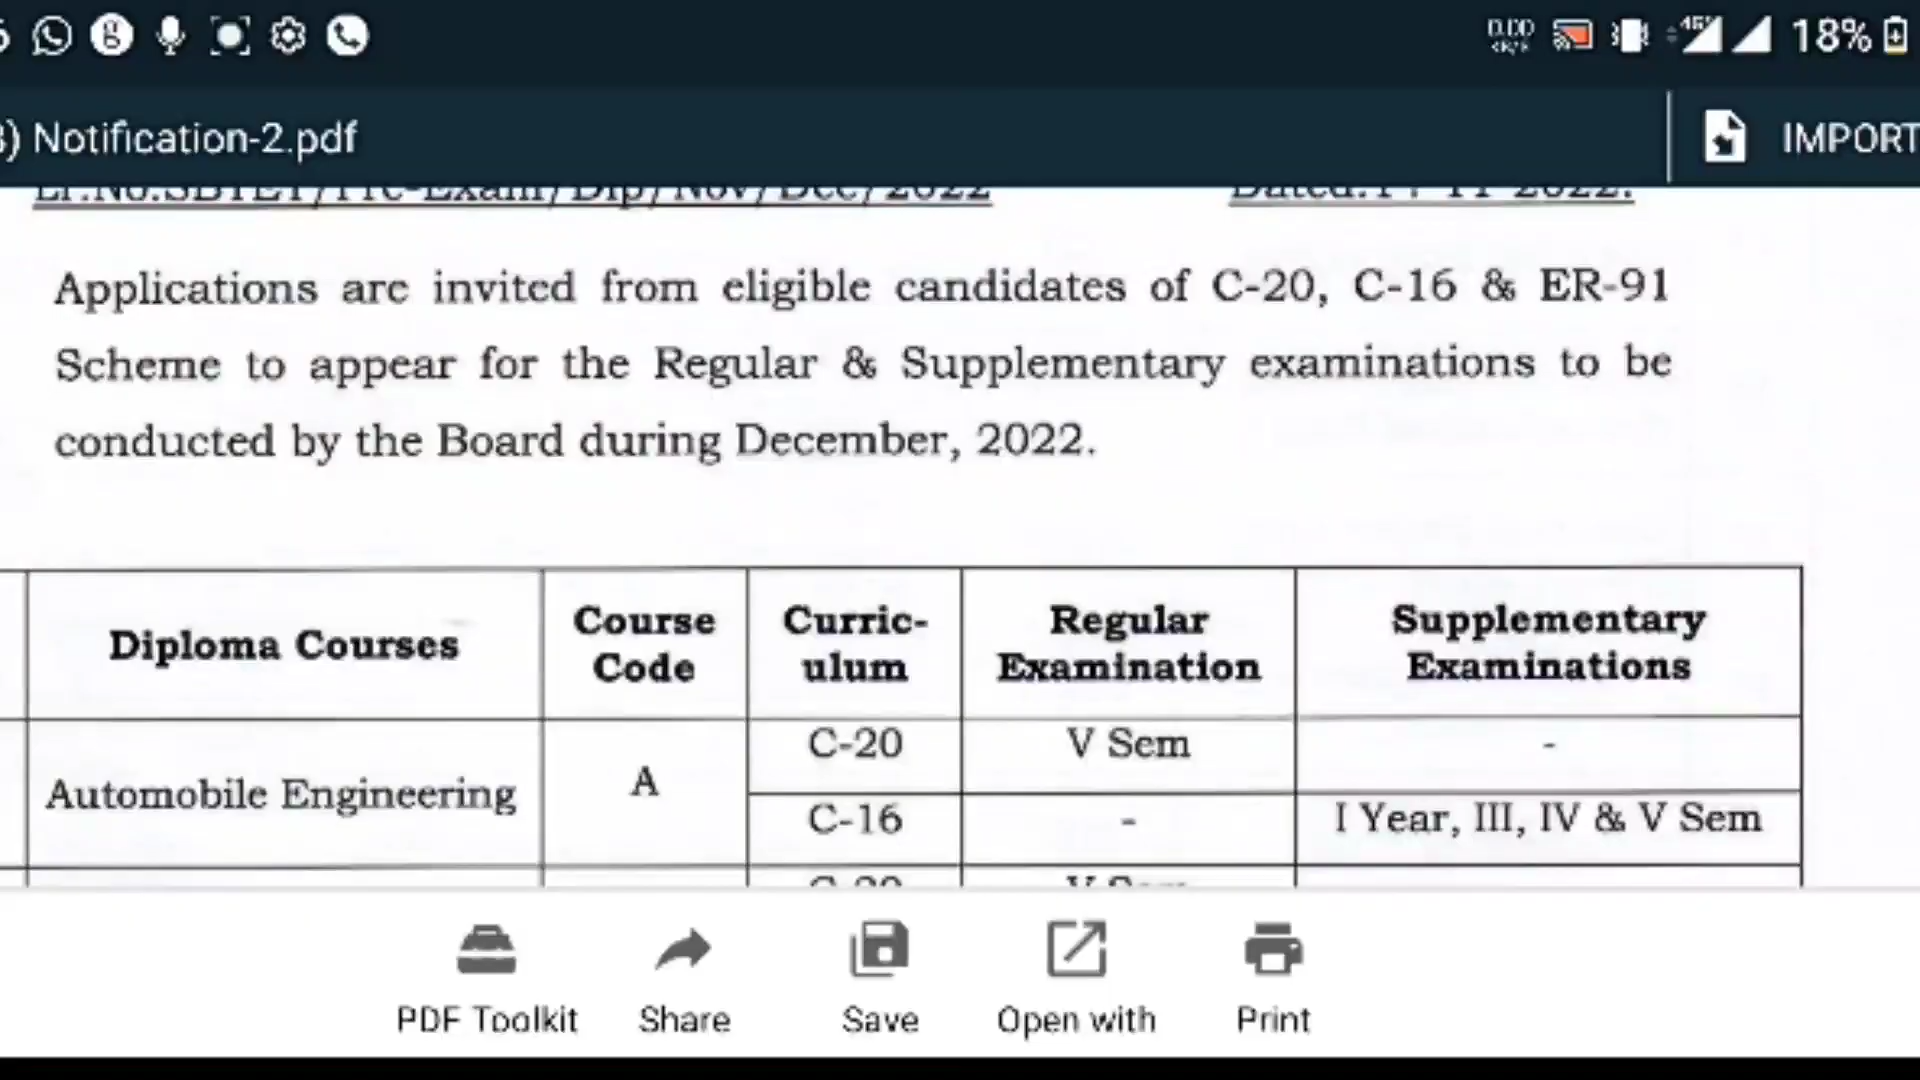 18%
) Notification-2.pdf
IMPORT
Applications are invited from eligible candidates of C-20, C-16 & ER-91
Scheme to appear for the Regular & Supplementary examinations to be
conducted by the Board during December, 2022.
Diploma Courses
Course
Code
Curric-
ulum
Regular
Examination
Supplementary
Examinations
Automobile Engineering
A
C-20
V Sem
-
C-16
-
I Year, III, IV & V Sem
PDF Toolkit
Share
Save
Open with
Print